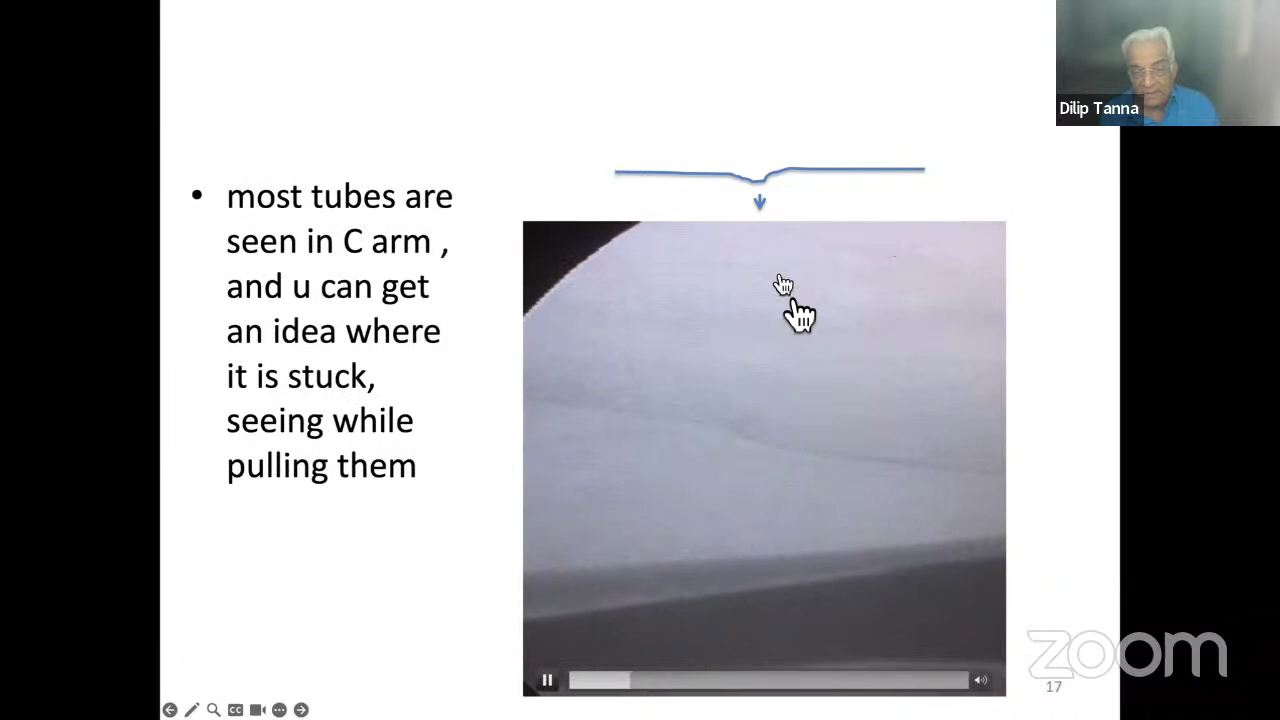 Dilip Tanna
• most tubes are
seen in C arm ,
and u can get
an idea where
it is stuck,
seeing while
pulling them
zoom
17
CC